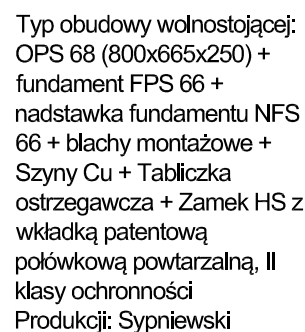 Typ obudowy wolnostojącej:
OPS 68 (800x665x250) +
fundament FPS 66 +
nadstawka fundamentu NFS
66 + blachy montażowe +
Szyny Cu + Tabliczka
ostrzegawcza + Zamek HS z
wkładką patentową
połówkową powtarzalną, II
klasy ochronności
Produkcji: Sypniewski